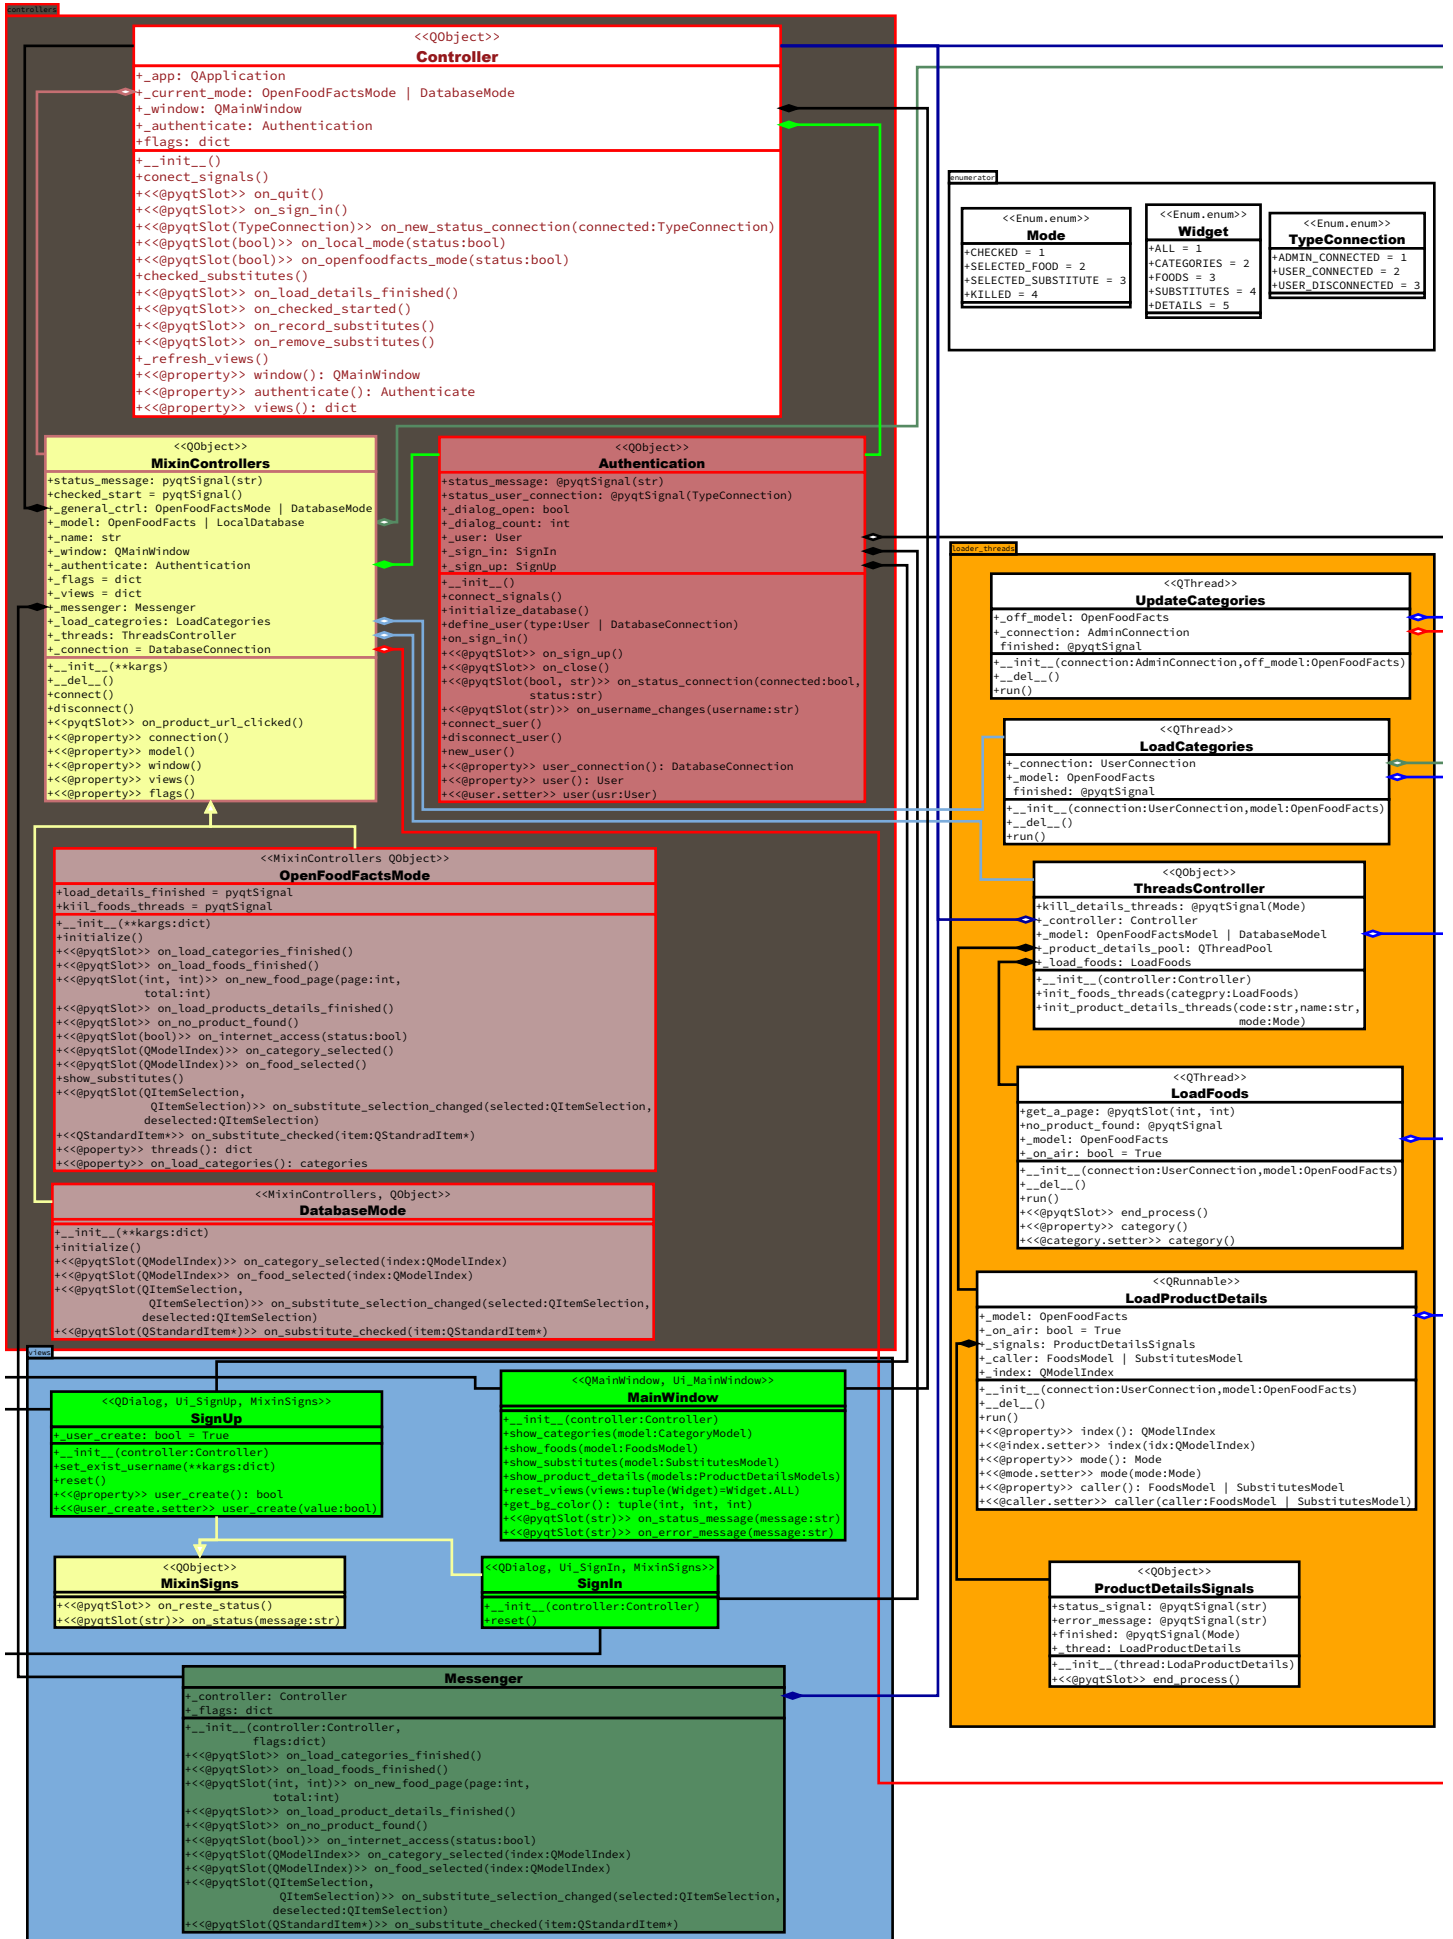 controllers
<<QObject>>
Controller
+_app: QApplication
+_current_mode: OpenFoodFactsMode | DatabaseMode
+_window: QMainWindow
+_authenticate: Authentication
+flags: dict
+__init__()
+conect_signals()
+<<@pyqtSlot>> on_quit()
+<<@pyqtSlot>> on_sign_in()
+<<@pyqtSlot(TypeConnection)>> on_new_status_connection(connected:TypeConnection)
+<<@pyqtSlot(bool)>> on_local_mode(status:bool)
+<<@pyqtSlot(bool)>> on_openfoodfacts_mode(status:bool)
+checked_substitutes()
+<<@pyqtSlot>> on_load_details_finished()
+<<@pyqtSlot>> on_checked_started()
+<<@pyqtSlot>> on_record_substitutes()
+<<@pyqtSlot>> on_remove_substitutes()
+_refresh_views()
+<<@property>> window(): QMainWindow
+<<@property>> authenticate(): Authenticate
+<<@property>> views(): dict
<<QObject>>
MixinControllers
+status_message: pyqtSignal(str)
+checked_start = pyqtSignal()
+_general_ctrl: OpenFoodFactsMode | DatabaseMode
+_model: OpenFoodFacts | LocalDatabase
+_name: str
+_window: QMainWindow
+_authenticate: Authentication
+_flags = dict
+_views = dict
+_messenger: Messenger
+_load_categroies: LoadCategories
+_threads: ThreadsController
+_connection = DatabaseConnection
+__init__(**kargs)
+__del__()
+connect()
+disconnect()
+<<pyqtSlot>> on_product_url_clicked()
+<<@property>> connection()
+<<@property>> model()
+<<@property>> window()
+<<@property>> views()
+<<@property>> flags()
<<QObject>>
Authentication
+status_message: @pyqtSignal(str)
+status_user_connection: @pyqtSignal(TypeConnection)
+_dialog_open: bool
+_dialog_count: int
+_user: User
+_sign_in: SignIn
+_sign_up: SignUp
+__init__()
+connect_signals()
+initialize_database()
+define_user(type:User | DatabaseConnection)
+on_sign_in()
+<<@pyqtSlot>> on_sign_up()
+<<@pyqtSlot>> on_close()
+<<@pyqtSlot(bool, str)>> on_status_connection(connected:bool,
status:str)
+<<@pyqtSlot(str)>> on_username_changes(username:str)
+connect_suer()
+disconnect_user()
+new_user()
+<<@property>> user_connection(): DatabaseConnection
+<<@property>> user(): User
+<<@user.setter>> user(usr:User)
<<MixinControllers QObject>>
OpenFoodFactsMode
+load_details_finished = pyqtSignal
+kiil_foods_threads = pyqtSignal
+__init__(**kargs:dict)
+initialize()
+<<@pyqtSlot>> on_load_categories_finished()
+<<@pyqtSlot>> on_load_foods_finished()
+<<@pyqtSlot(int, int)>> on_new_food_page(page:int,
total:int)
+<<@pyqtSlot>> on_load_products_details_finished()
+<<@pyqtSlot>> on_no_product_found()
+<<@pyqtSlot(bool)>> on_internet_access(status:bool)
+<<@pyqtSlot(QModelIndex)>> on_category_selected()
+<<@pyqtSlot(QModelIndex)>> on_food_selected()
+show_substitutes()
+<<@pyqtSlot(QItemSelection,
QItemSelection)>> on_substitute_selection_changed(selected:QItemSelection,
deselected:QItemSelection)
+<<QStandardItem*>> on_substitute_checked(item:QStandradItem*)
+<<@poperty>> threads(): dict
+<<@poperty>> on_load_categories(): categories
<<MixinControllers, QObject>>
DatabaseMode
+__init__(**kargs:dict)
+initialize()
+<<@pyqtSlot(QModelIndex)>> on_category_selected(index:QModelIndex)
+<<@pyqtSlot(QModelIndex)>> on_food_selected(index:QModelIndex)
+<<@pyqtSlot(QItemSelection,
QItemSelection)>> on_substitute_selection_changed(selected:QItemSelection,
deselected:QItemSelection)
+<<@pyqtSlot(QStandardItem*)>> on_substitute_checked(item:QStandardItem*)
enumerator
<<Enum.enum>>
Mode
+CHECKED = 1
+SELECTED_FOOD = 2
+SELECTED_SUBSTITUTE = 3
+KILLED = 4
<<Enum.enum>>
Widget
+ALL = 1
+CATEGORIES = 2
+FOODS = 3
+SUBSTITUTES = 4
+DETAILS = 5
<<Enum.enum>>
TypeConnection
+ADMIN_CONNECTED = 1
+USER_CONNECTED = 2
+USER_DISCONNECTED = 3
loader_threads
<<QThread>>
UpdateCategories
+_off_model: OpenFoodFacts
+_connection: AdminConnection
finished: @pyqtSignal
+__init__(connection:AdminConnection,off_model:OpenFoodFacts)
+__del__()
+run()
<<QThread>>
LoadCategories
+_connection: UserConnection
+_model: OpenFoodFacts
finished: @pyqtSignal
+__init__(connection:UserConnection,model:OpenFoodFacts)
+__del__()
+run()
<<QObject>>
ThreadsController
+kill_details_threads: @pyqtSignal(Mode)
+_controller: Controller
+_model: OpenFoodFactsModel | DatabaseModel
+_product_details_pool: QThreadPool
+_load_foods: LoadFoods
+__init__(controller:Controller)
+init_foods_threads(categpry:LoadFoods)
+init_product_details_threads(code:str,name:str,
mode:Mode)
<<QThread>>
LoadFoods
+get_a_page: @pyqtSlot(int, int)
+no_product_found: @pyqtSignal
+_model: OpenFoodFacts
+_on_air: bool = True
+__init__(connection:UserConnection,model:OpenFoodFacts)
+__del__()
+run()
+<<@pyqtSlot>> end_process()
+<<@property>> category()
+<<@category.setter>> category()
<<QRunnable>>
LoadProductDetails
+_model: OpenFoodFacts
+_on_air: bool = True
+_signals: ProductDetailsSignals
+_caller: FoodsModel | SubstitutesModel
+_index: QModelIndex
+__init__(connection:UserConnection,model:OpenFoodFacts)
+__del__()
+run()
+<<@property>> index(): QModelIndex
+<<@index.setter>> index(idx:QModelIndex)
+<<@property>> mode(): Mode
+<<@mode.setter>> mode(mode:Mode)
+<<@property>> caller(): FoodsModel | SubstitutesModel
+<<@caller.setter>> caller(caller:FoodsModel | SubstitutesModel)
<<QObject>>
ProductDetailsSignals
+status_signal: @pyqtSignal(str)
+error_message: @pyqtSignal(str)
+finished: @pyqtSignal(Mode)
+_thread: LoadProductDetails
+__init__(thread:LodaProductDetails)
+<<@pyqtSlot>> end_process()
views
<<QDialog, Ui_SignUp, MixinSigns>>
SignUp
+_user_create: bool = True
+__init__(controller:Controller)
+set_exist_username(**kargs:dict)
+reset()
+<<@property>> user_create(): bool
+<<@user_create.setter>> user_create(value:bool)
<<QMainWindow, Ui_MainWindow>>
MainWindow
+__init__(controller:Controller)
+show_categories(model:CategoryModel)
+show_foods(model:FoodsModel)
+show_substitutes(model:SubstitutesModel)
+show_product_details(models:ProductDetailsModels)
+reset_views(views:tuple(Widget)=Widget.ALL)
+get_bg_color(): tuple(int, int, int)
+<<@pyqtSlot(str)>> on_status_message(message:str)
+<<@pyqtSlot(str)>> on_error_message(message:str)
<<QObject>>
MixinSigns
+<<@pyqtSlot>> on_reste_status()
+<<@pyqtSlot(str)>> on_status(message:str)
<<QDialog, Ui_SignIn, MixinSigns>>
SignIn
+__init__(controller:Controller)
+reset()
Messenger
+_controller: Controller
+_flags: dict
+__init__(controller:Controller,
flags:dict)
+<<@pyqtSlot>> on_load_categories_finished()
+<<@pyqtSlot>> on_load_foods_finished()
+<<@pyqtSlot(int, int)>> on_new_food_page(page:int,
total:int)
+<<@pyqtSlot>> on_load_product_details_finished()
+<<@pyqtSlot>> on_no_product_found()
+<<@pyqtSlot(bool)>> on_internet_access(status:bool)
+<<@pyqtSlot(QModelIndex)>> on_category_selected(index:QModelIndex)
+<<@pyqtSlot(QModelIndex)>> on_food_selected(index:QModelIndex)
+<<@pyqtSlot(QItemSelection,
QItemSelection)>> on_substitute_selection_changed(selected:QItemSelection,
deselected:QItemSelection)
+<<@pyqtSlot(QStandardItem*)>> on_substitute_checked(item:QStandardItem*)